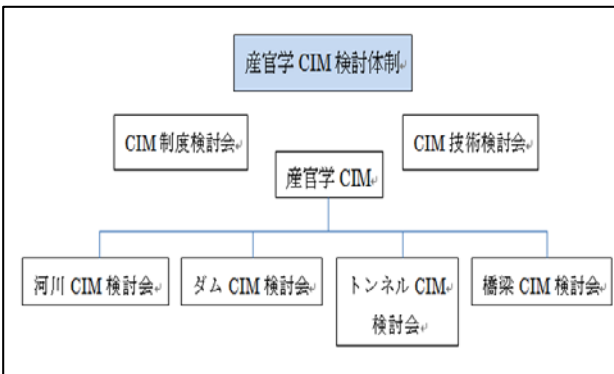 産官学 CIM 検討体制
CIM 制度検討会
CIM 技術検討会
産官学 CIM
河川 CIM 検討会
ダム CIM 検討会
トンネル CIM
検討会
橋梁 CIM 検討会